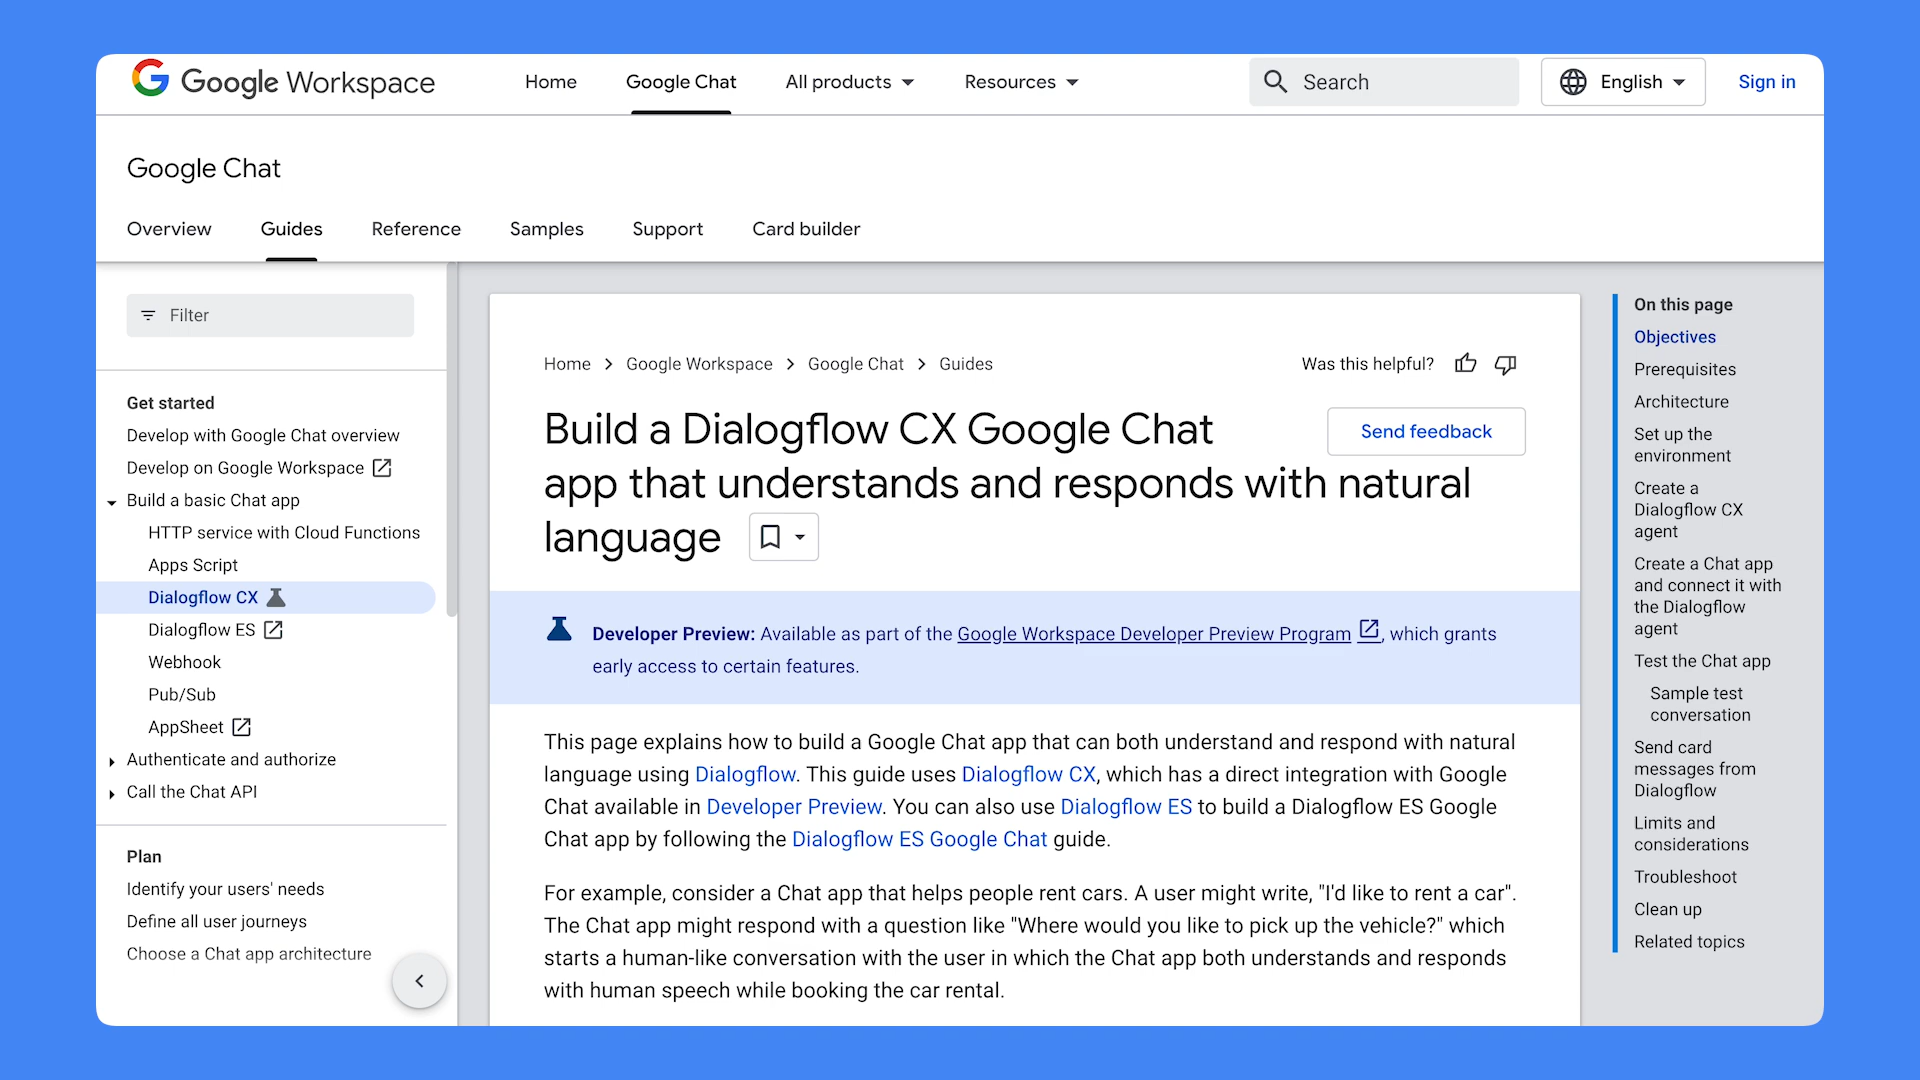 Google Workspace
Home
Google Chat
All products
Resources
Search
English
Sign in
Google Chat
Overview
Guides
Reference
Samples
Support
Card builder
Filter
Get started
Develop with Google Chat overview
Develop on Google Workspace
Build a basic Chat app
HTTP service with Cloud Functions
Apps Script
Dialogflow CX
Dialogflow ES
Webhook
Pub/Sub
AppSheet
Authenticate and authorize
Call the Chat API
Plan
Identify your users' needs
Define all user journeys
Choose a Chat app architecture
Home > Google Workspace > Google Chat > Guides
Was this helpful?
Build a Dialogflow CX Google Chat
app that understands and responds with natural
language
Send feedback
Developer Preview: Available as part of the Google Workspace Developer Preview Program, which grants
early access to certain features.
This page explains how to build a Google Chat app that can both understand and respond with natural
language using Dialogflow. This guide uses Dialogflow CX, which has a direct integration with Google
Chat available in Developer Preview. You can also use Dialogflow ES to build a Dialogflow ES Google
Chat app by following the Dialogflow ES Google Chat guide.
For example, consider a Chat app that helps people rent cars. A user might write, "I'd like to rent a car".
The Chat app might respond with a question like "Where would you like to pick up the vehicle?" which
starts a human-like conversation with the user in which the Chat app both understands and responds
with human speech while booking the car rental.
On this page
Objectives
Prerequisites
Architecture
Set up the
environment
Create a
Dialogflow CX
agent
Create a Chat app
and connect it with
the Dialogflow
agent
Test the Chat app
Sample test
conversation
Send card
messages from
Dialogflow
Limits and
considerations
Troubleshoot
Clean up
Related topics